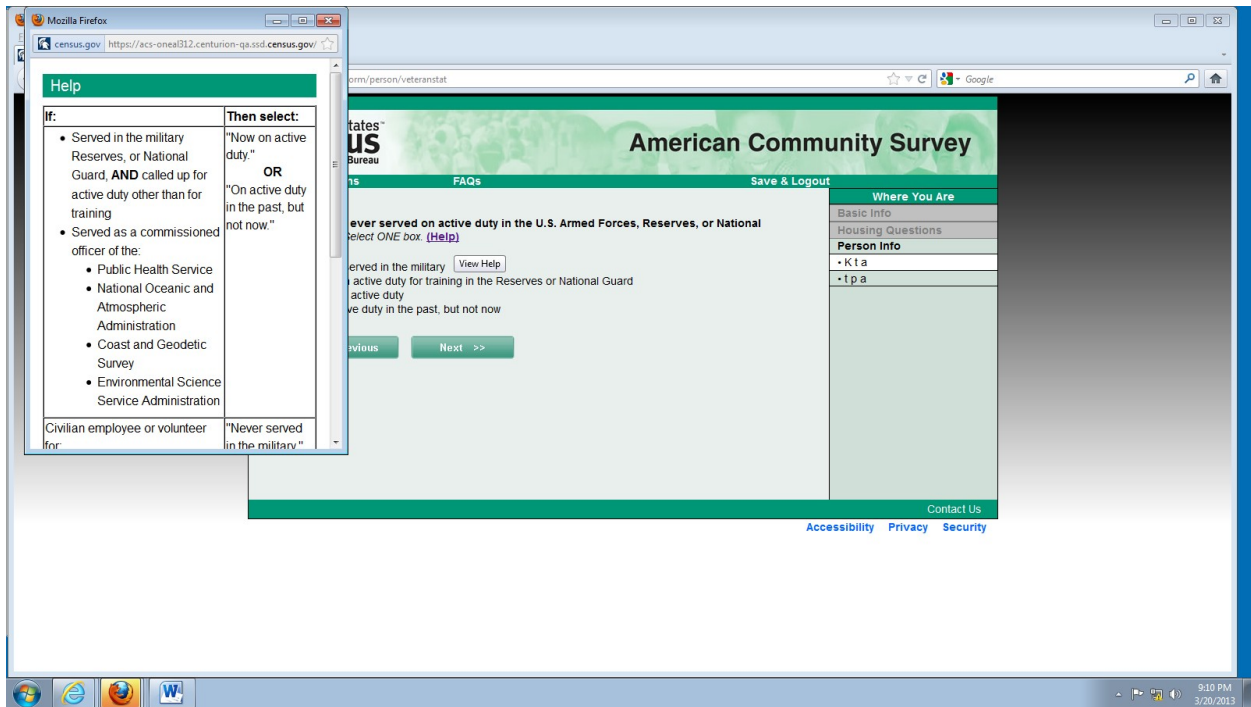 Mozilla Firefox
census.gov https://acs-oneal312.centurion-qa.ssd.census.gov/
Help
If: Then select:
• Served in the military Reserves, or National Guard, AND called up for active duty other than for training
• Served as a commissioned officer of the:
• Public Health Service
• National Oceanic and Atmospheric Administration
• Coast and Geodetic Survey
• Environmental Science Service Administration
"Now on active duty."
OR
"On active duty in the past, but not now."
Civilian employee or volunteer for:
"Never served in the military."
orm/person/veteranstat
Google
tates™
us
Bureau
American Community Survey
ns FAQs Save & Logout
ever served on active duty in the U.S. Armed Forces, Reserves, or National
elect ONE box. (Help)
erved in the military View Help
active duty for training in the Reserves or National Guard
active duty
ve duty in the past, but not now
evious Next >>
Where You Are
Basic Info
Housing Questions
Person Info
• K t a
• t p a
Contact Us
Accessibility Privacy Security
9:10 PM
3/20/2013